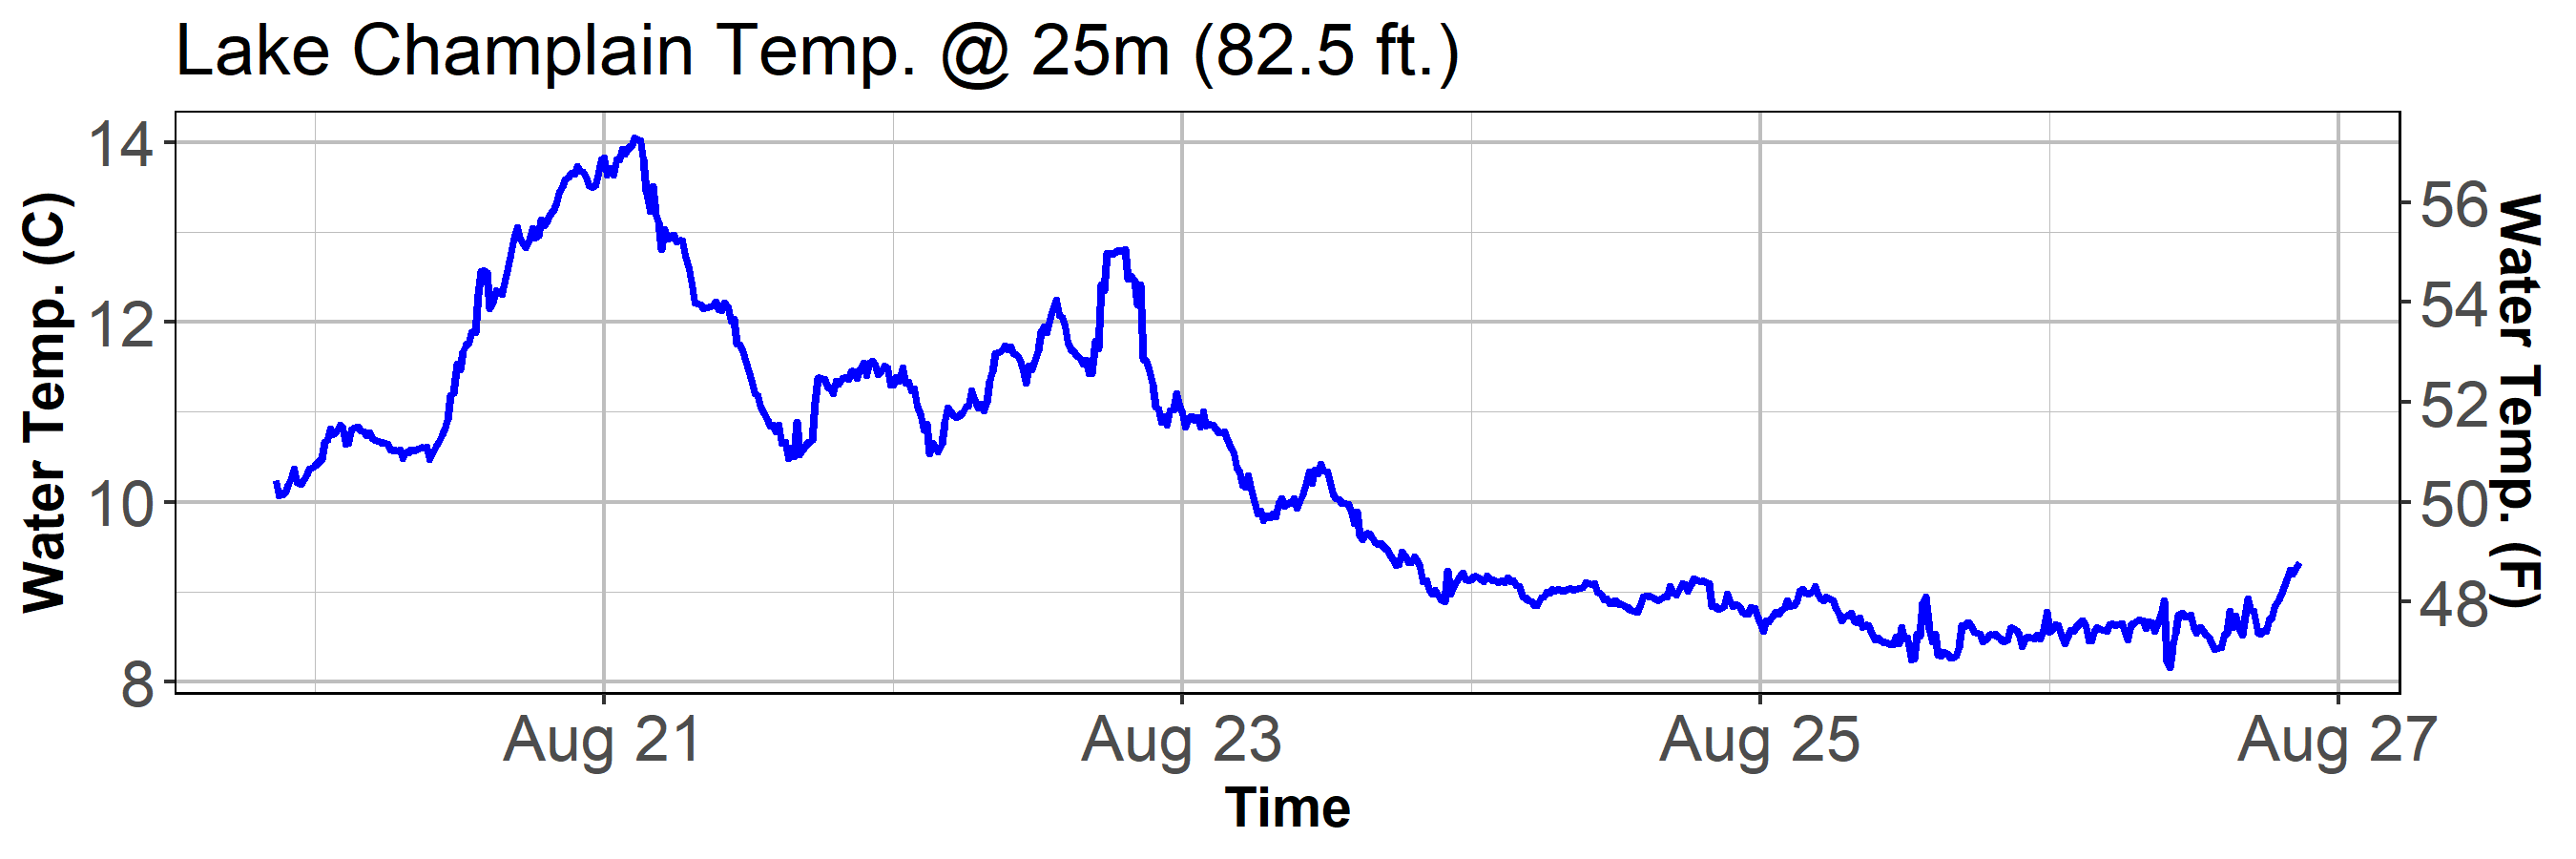 Lake Champlain Temp. @ 25m (82.5 ft.)
Water Temp. (C)
14
12
10
8
56
54
52
50
48
Water Temp. (F)
Aug 21 Aug 23 Aug 25 Aug 27
Time